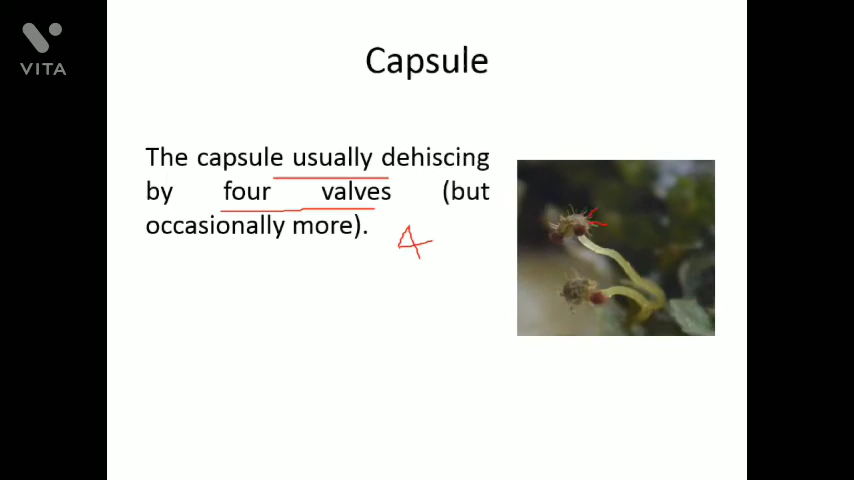 VITA
Capsule
The capsule usually dehiscing
by four valves (but
occasionally more).
4